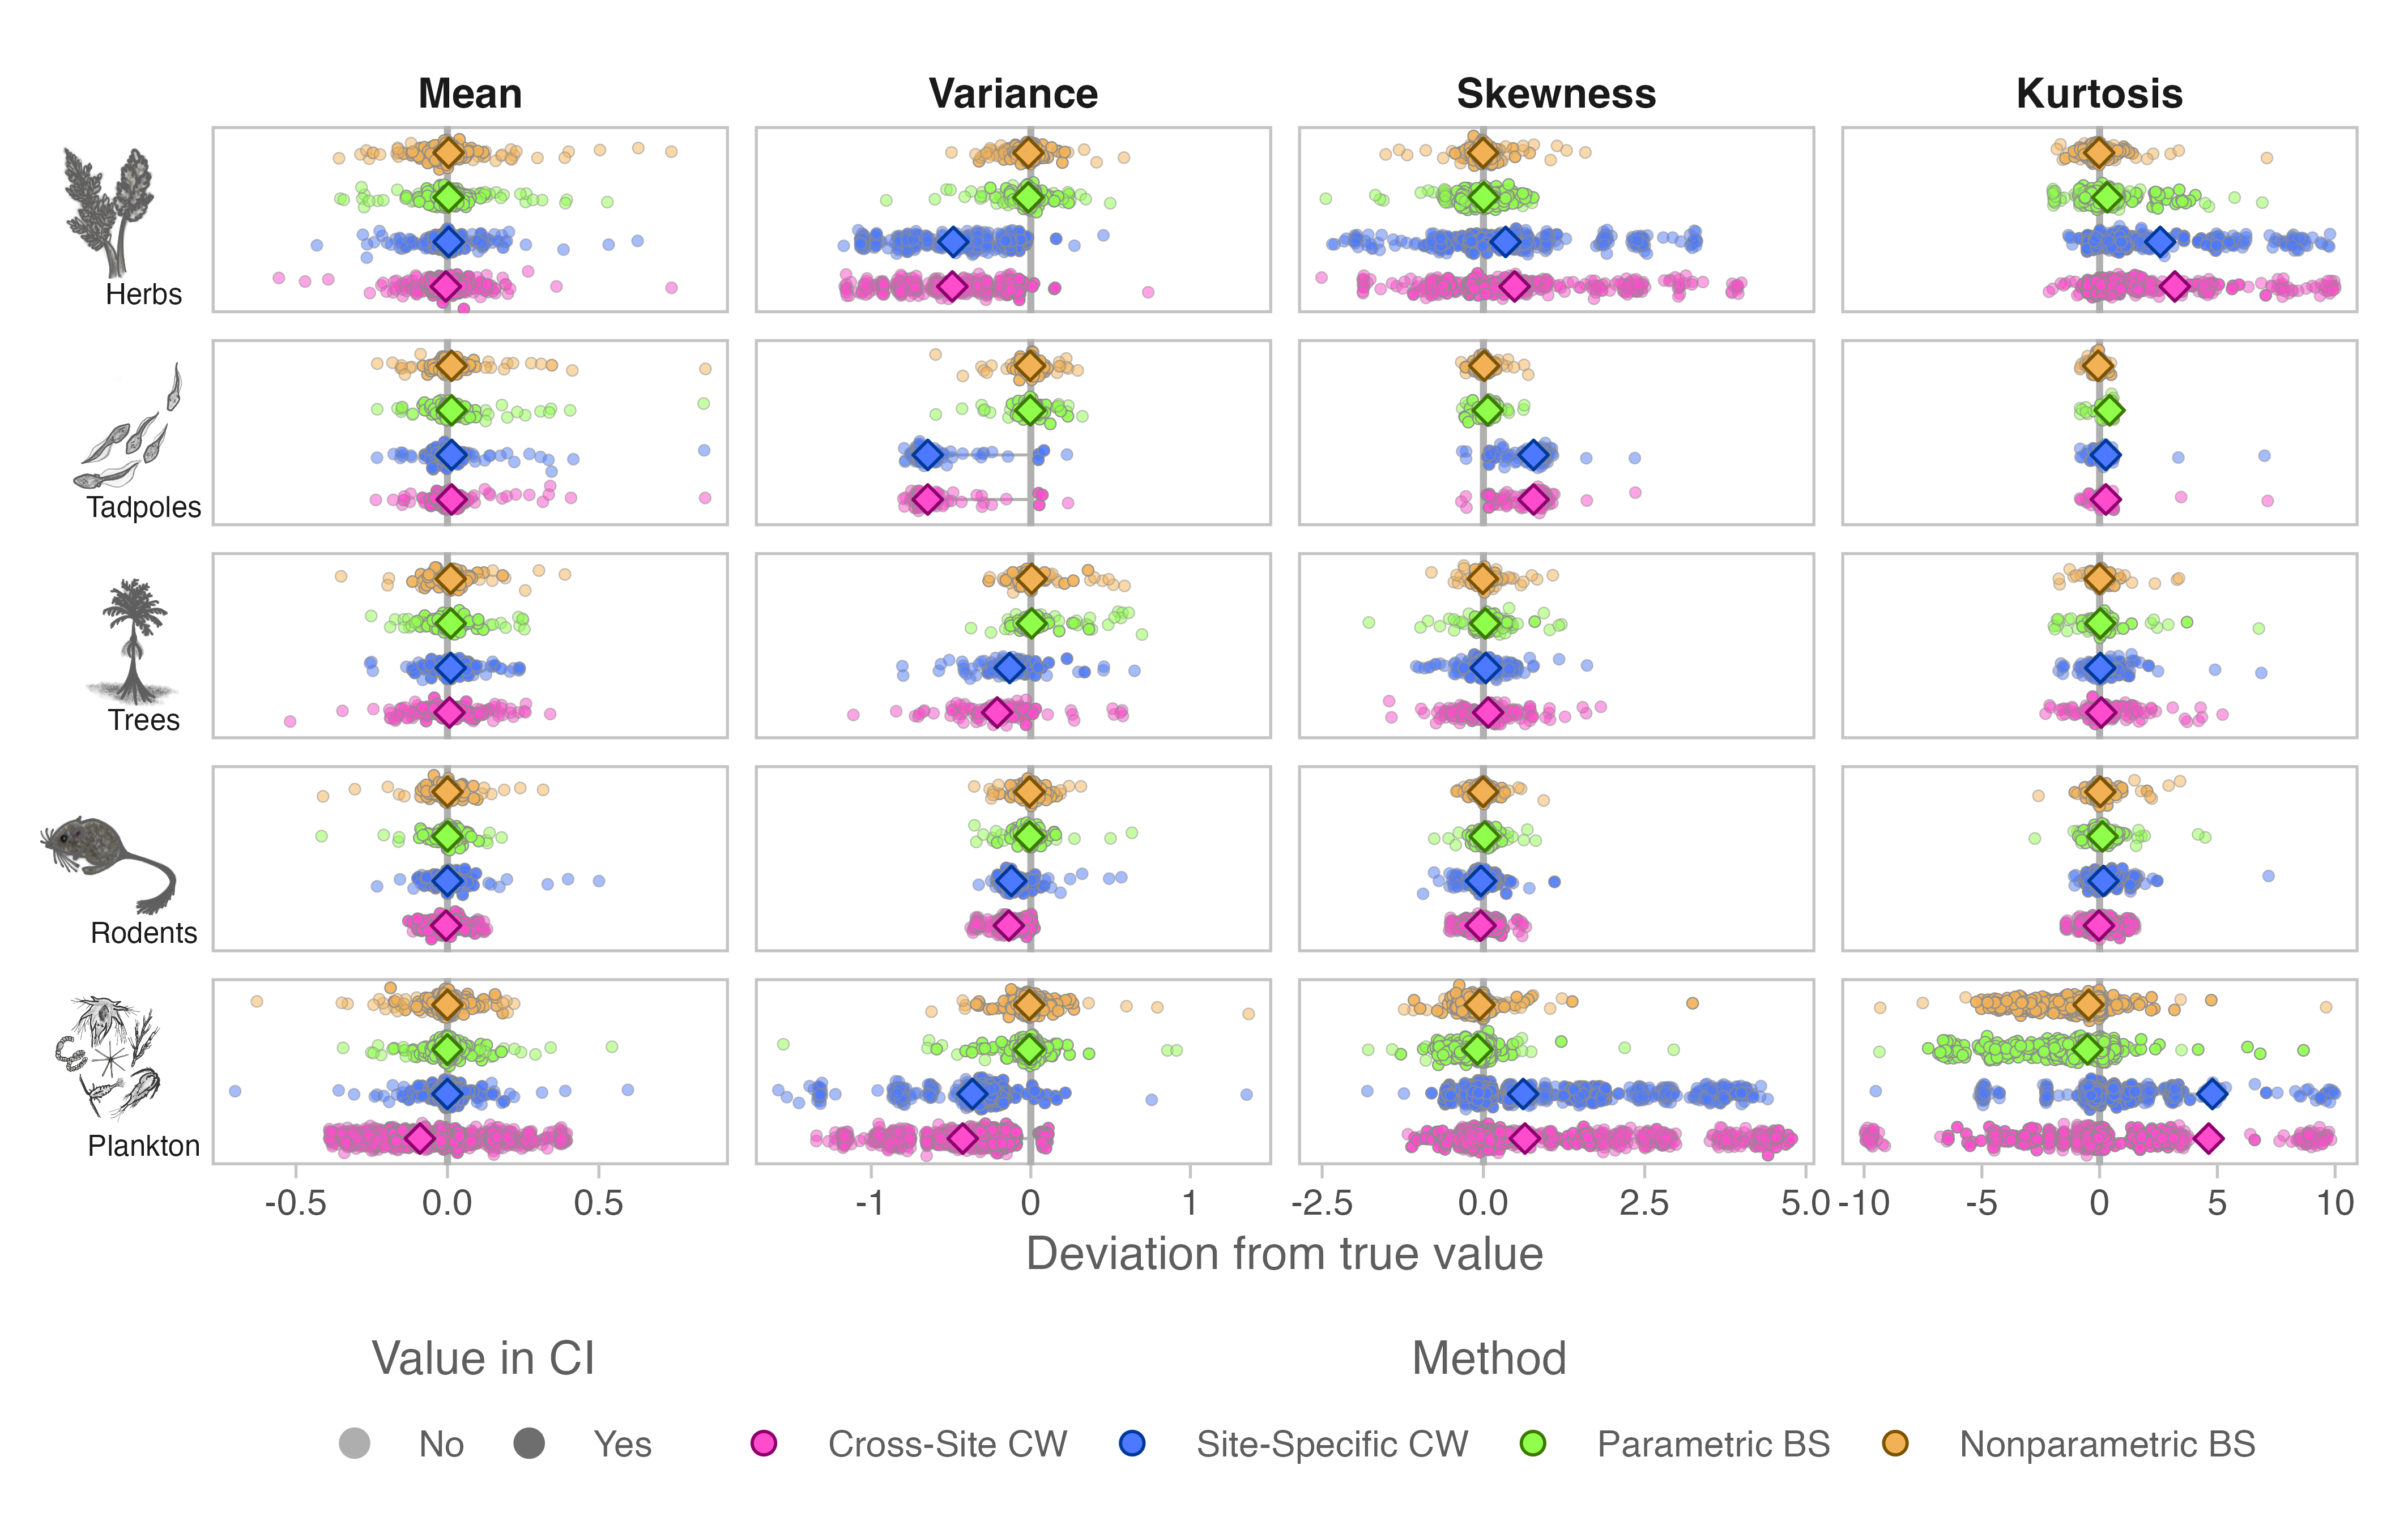 Mean Variance Skewness Kurtosis
Herbs
Tadpoles
Trees
Rodents
Plankton
-0.5 0.0 0.5 -1 0 1 -2.5 0.0 2.5 5.0 -10 -5 0 5 10
Deviation from true value
Value in CI Method
No Yes Cross-Site CW Site-Specific CW Parametric BS Nonparametric BS